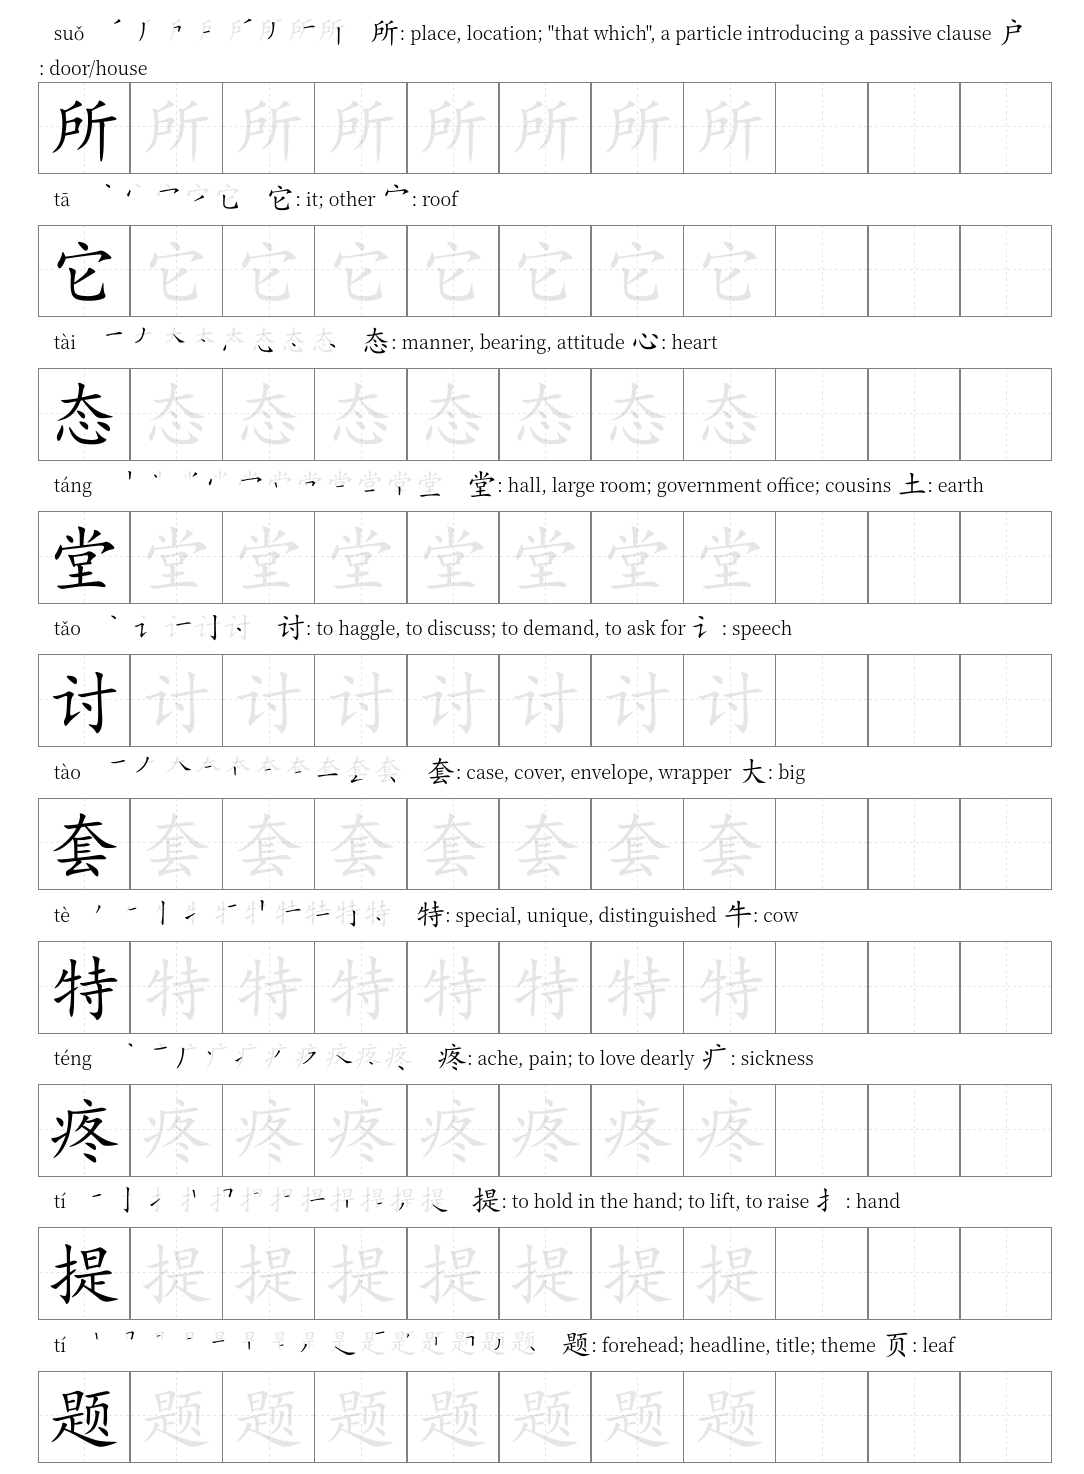 suǒ 所: place, location; "that which", a particle introducing a passive clause 户
: door/house
所 所 所 所 所 所 所 所
tā 它: it; other 宀: roof
它 它 它 它 它 它 它 它
tài 态: manner, bearing, attitude 心: heart
态 态 态 态 态 态 态 态
táng 堂: hall, large room; government office; cousins 土: earth
堂 堂 堂 堂 堂 堂 堂 堂
tǎo 讨: to haggle, to discuss; to demand, to ask for 讠: speech
讨 讨 讨 讨 讨 讨 讨 讨
tào 套: case, cover, envelope, wrapper 大: big
套 套 套 套 套 套 套 套
tè 特: special, unique, distinguished 牛: cow
特 特 特 特 特 特 特 特
téng 疼: ache, pain; to love dearly 疒: sickness
疼 疼 疼 疼 疼 疼 疼 疼
tí 提: to hold in the hand; to lift, to raise 扌: hand
提 提 提 提 提 提 提 提
tí 题: forehead; headline, title; theme 页: leaf
题 题 题 题 题 题 题 题